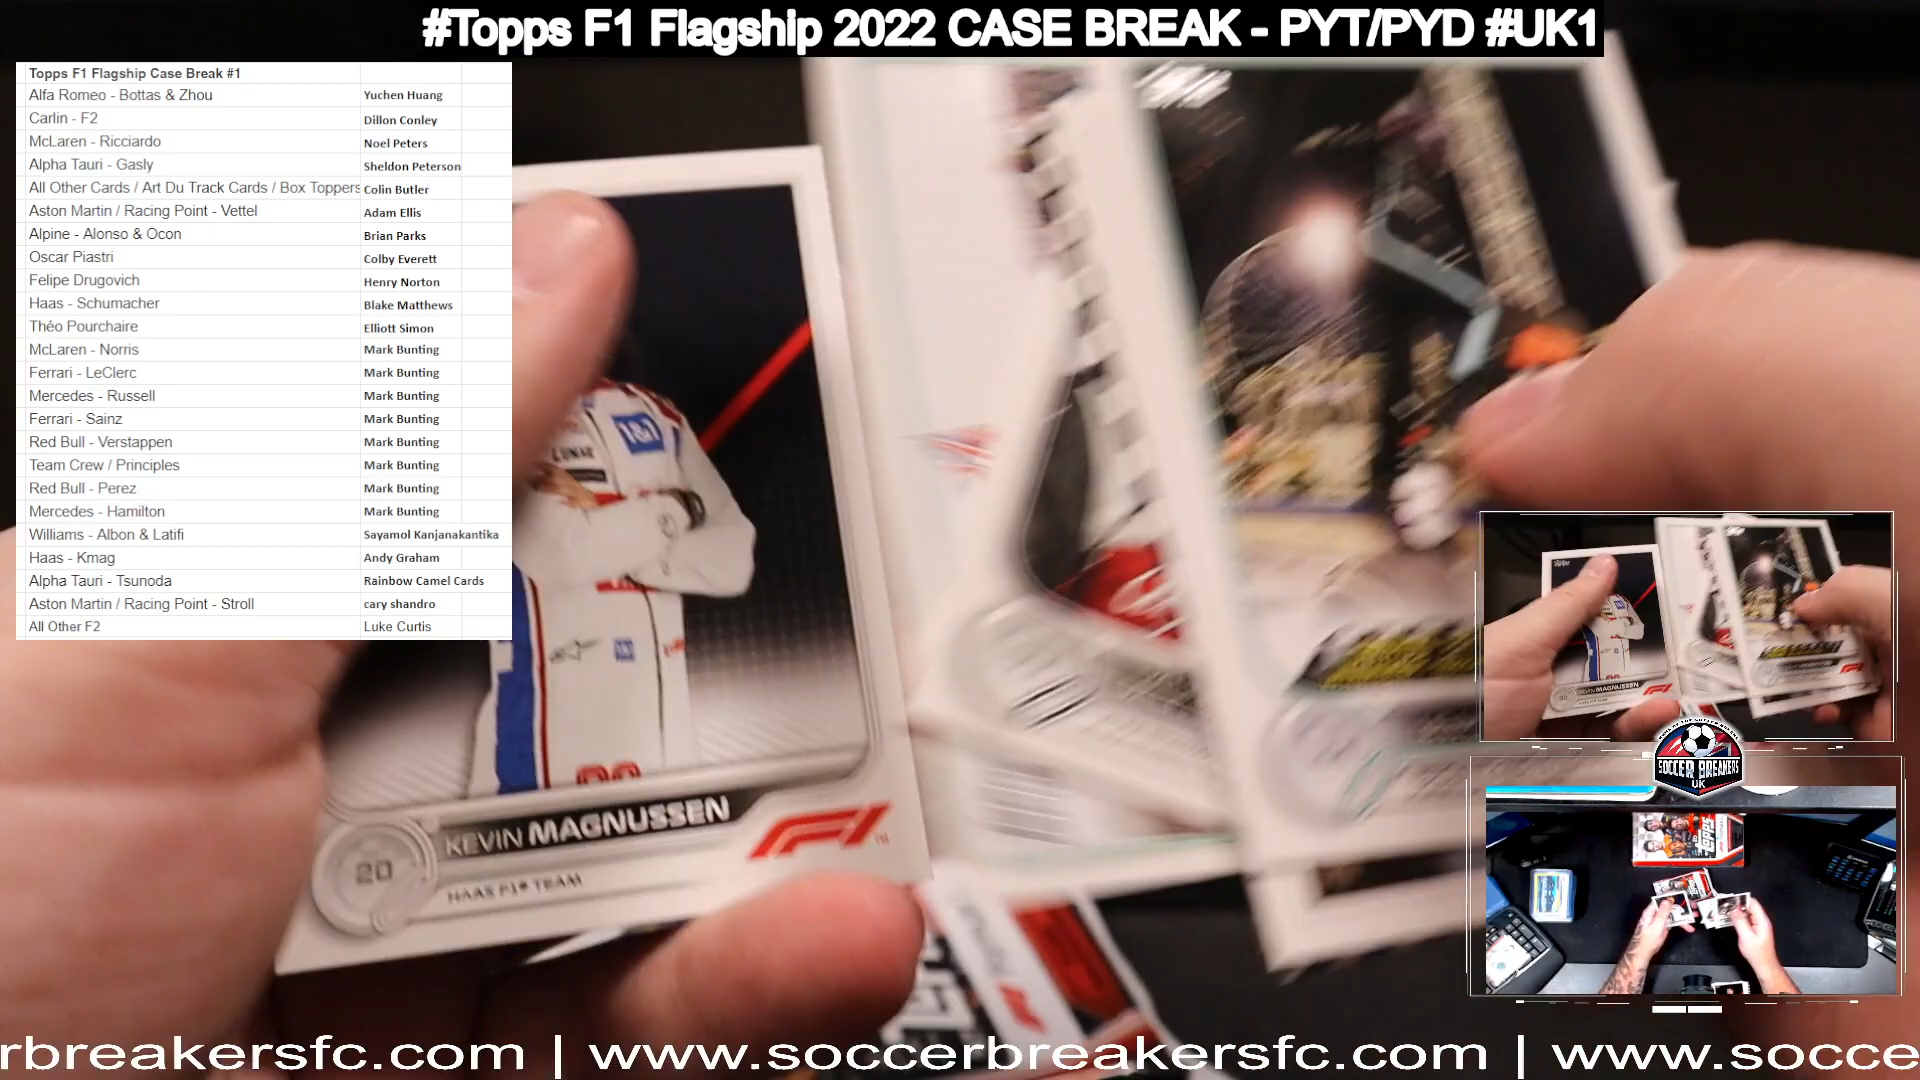 #Topps F1 Flagship 2022 CASE BREAK - PYT/PYD #UK1
Topps F1 Flagship Case Break #1
Alfa Romeo - Bottas & Zhou Yuchen Huang
Carlin - F2 Dillon Conley
McLaren - Ricciardo Noel Peters
Alpha Tauri - Gasly Sheldon Peterson
All Other Cards / Art Du Track Cards / Box Toppers Colin Butler
Aston Martin / Racing Point - Vettel Adam Ellis
Alpine - Alonso & Ocon Brian Parks
Oscar Piastri Colby Everett
Felipe Drugovich Henry Norton
Haas - Schumacher Blake Matthews
Théo Pourchaire Elliott Simon
McLaren - Norris Mark Bunting
Ferrari - LeClerc Mark Bunting
Mercedes - Russell Mark Bunting
Ferrari - Sainz Mark Bunting
Red Bull - Verstappen Mark Bunting
Team Crew / Principles Mark Bunting
Red Bull - Perez Mark Bunting
Mercedes - Hamilton Mark Bunting
Williams - Albon & Latifi Sayamol Kanjanakantika
Haas - Kmag Andy Graham
Alpha Tauri - Tsunoda Rainbow Camel Cards
Aston Martin / Racing Point - Stroll cary shandro
All Other F2 Luke Curtis
1&1
KEVIN MAGNUSSEN
20
HAAS F1® TEAM
F1
KEVIN MAGNUSSEN
F1
SOCCER BREAKERS
UK
TOPPS
rbreakersfc.com | www.soccerbreakersfc.com | www.socce